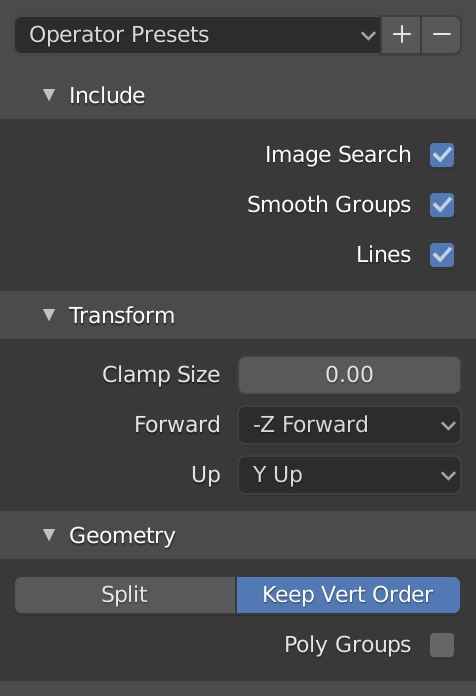 Operator Presets
Include
Image Search
Smooth Groups
Lines
Transform
Clamp Size 0.00
Forward -Z Forward
Up Y Up
Geometry
Split Keep Vert Order
Poly Groups